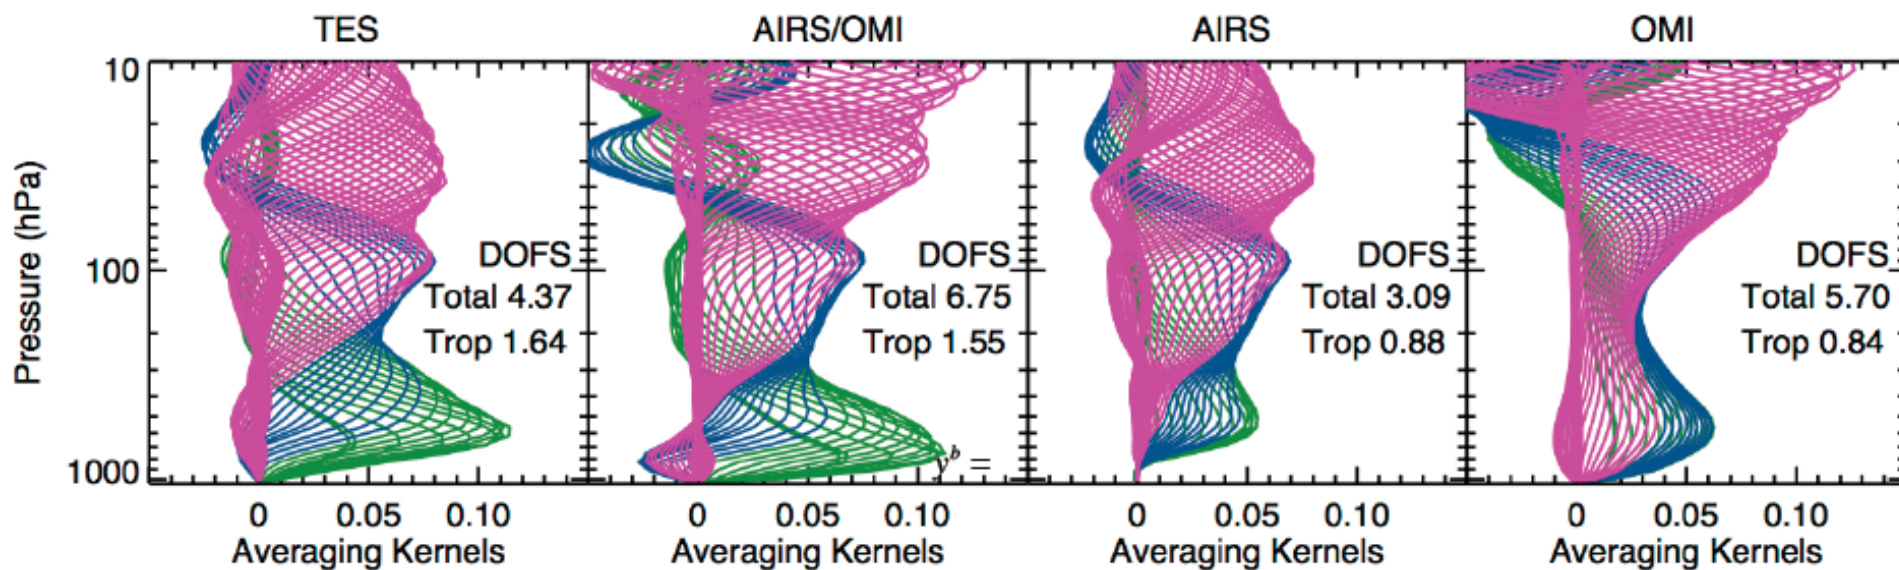 TES
AIRS/OMI
AIRS
OMI
Pressure (hPa)
10
100
1000
DOFS
Total 4.37
Trop 1.64
DOFS
Total 6.75
Trop 1.55
DOFS
Total 3.09
Trop 0.88
DOFS
Total 5.70
Trop 0.84
y^b =
0 0.05 0.10
0 0.05 0.10
0 0.05 0.10
0 0.05 0.10
Averaging Kernels
Averaging Kernels
Averaging Kernels
Averaging Kernels